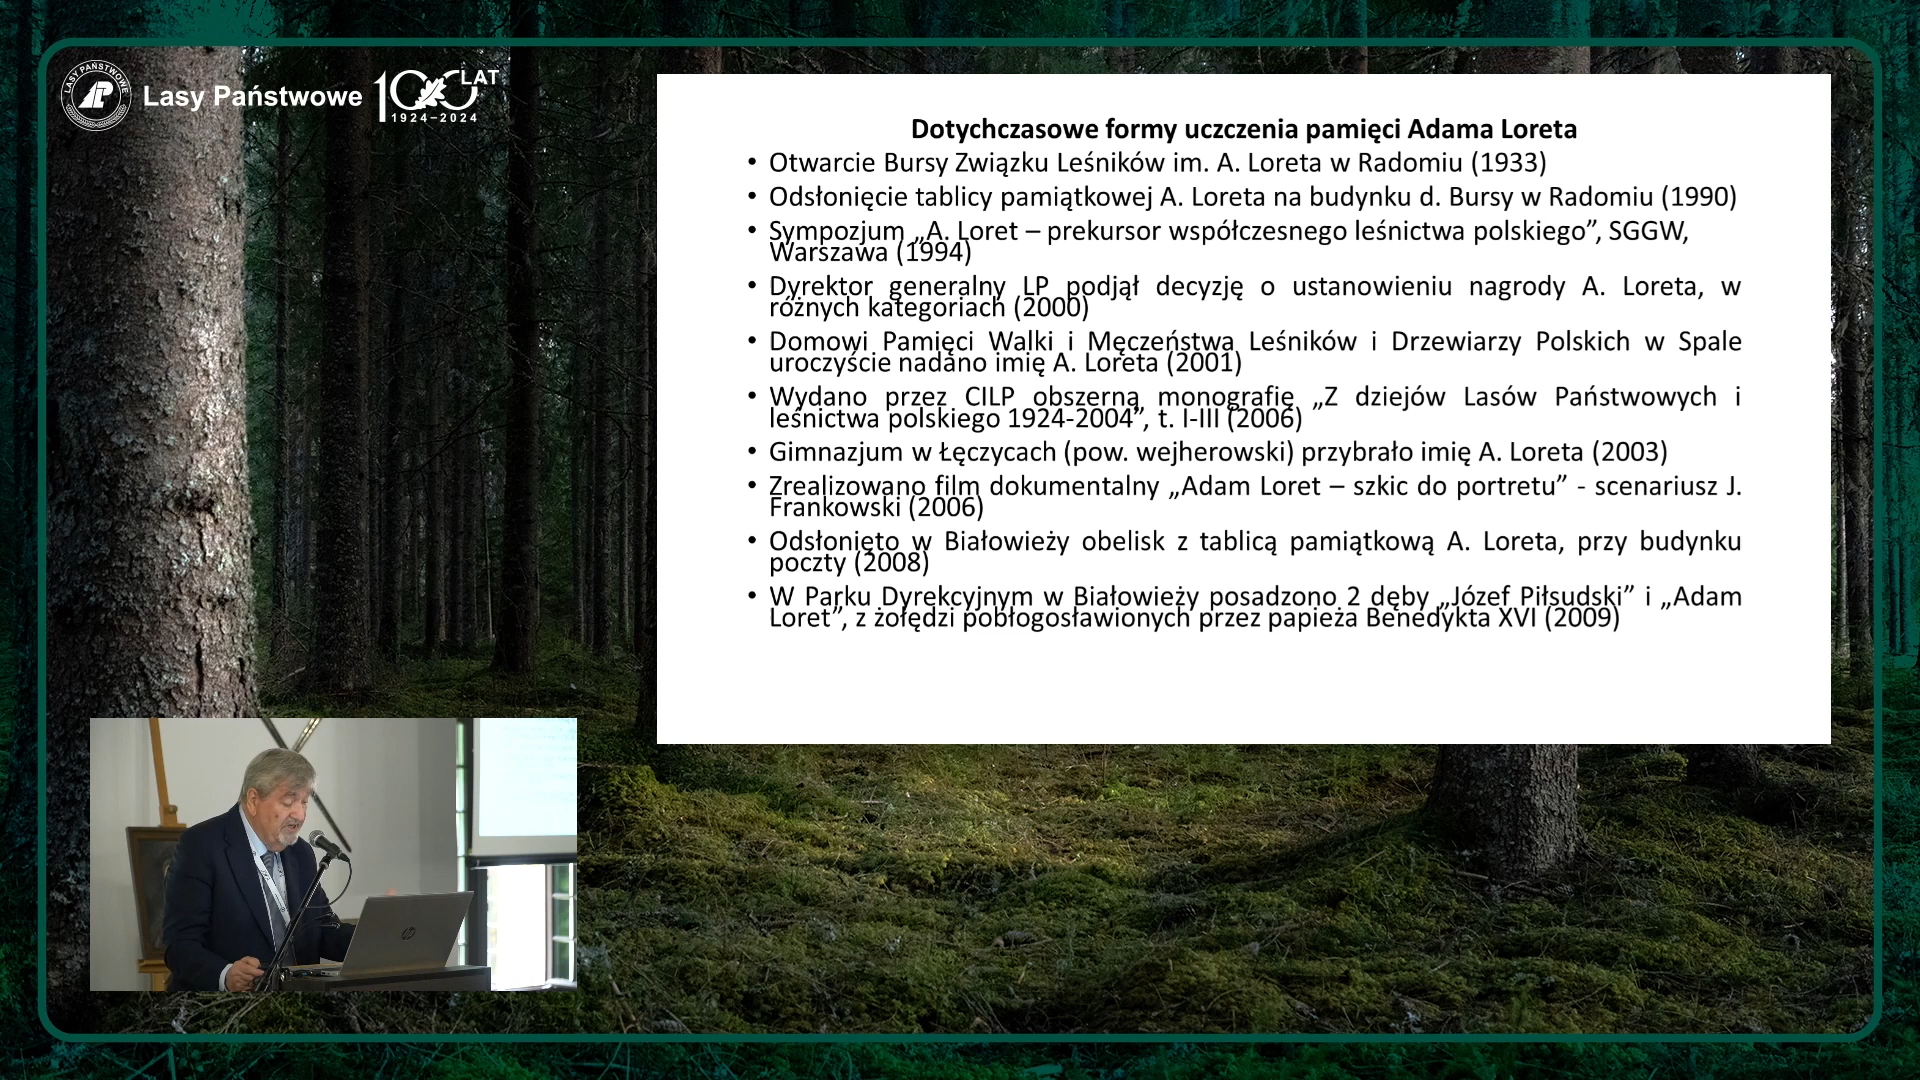 LASY PAŃSTWOWE
LP
Lasy Państwowe
100 LAT
1924–2024
Dotychczasowe formy uczczenia pamięci Adama Loreta
• Otwarcie Bursy Związku Leśników im. A. Loreta w Radomiu (1933)
• Odsłonięcie tablicy pamiątkowej A. Loreta na budynku d. Bursy w Radomiu (1990)
• Sympozjum „A. Loret – prekursor współczesnego leśnictwa polskiego”, SGGW,
Warszawa (1994)
• Dyrektor generalny LP podjął decyzję o ustanowieniu nagrody A. Loreta, w
różnych kategoriach (2000)
• Domowi Pamięci Walki i Męczeństwa Leśników i Drzewiarzy Polskich w Spale
uroczyście nadano imię A. Loreta (2001)
• Wydano przez CILP obszerną monografię „Z dziejów Lasów Państwowych i
leśnictwa polskiego 1924-2004”, t. I-III (2006)
• Gimnazjum w Łęczycach (pow. wejherowski) przybrało imię A. Loreta (2003)
• Zrealizowano film dokumentalny „Adam Loret – szkic do portretu” - scenariusz J.
Frankowski (2006)
• Odsłonięto w Białowieży obelisk z tablicą pamiątkową A. Loreta, przy budynku
poczty (2008)
• W Parku Dyrekcyjnym w Białowieży posadzono 2 dęby „Józef Piłsudski” i „Adam
Loret”, z żołędzi pobłogosławionych przez papieża Benedykta XVI (2009)
hp